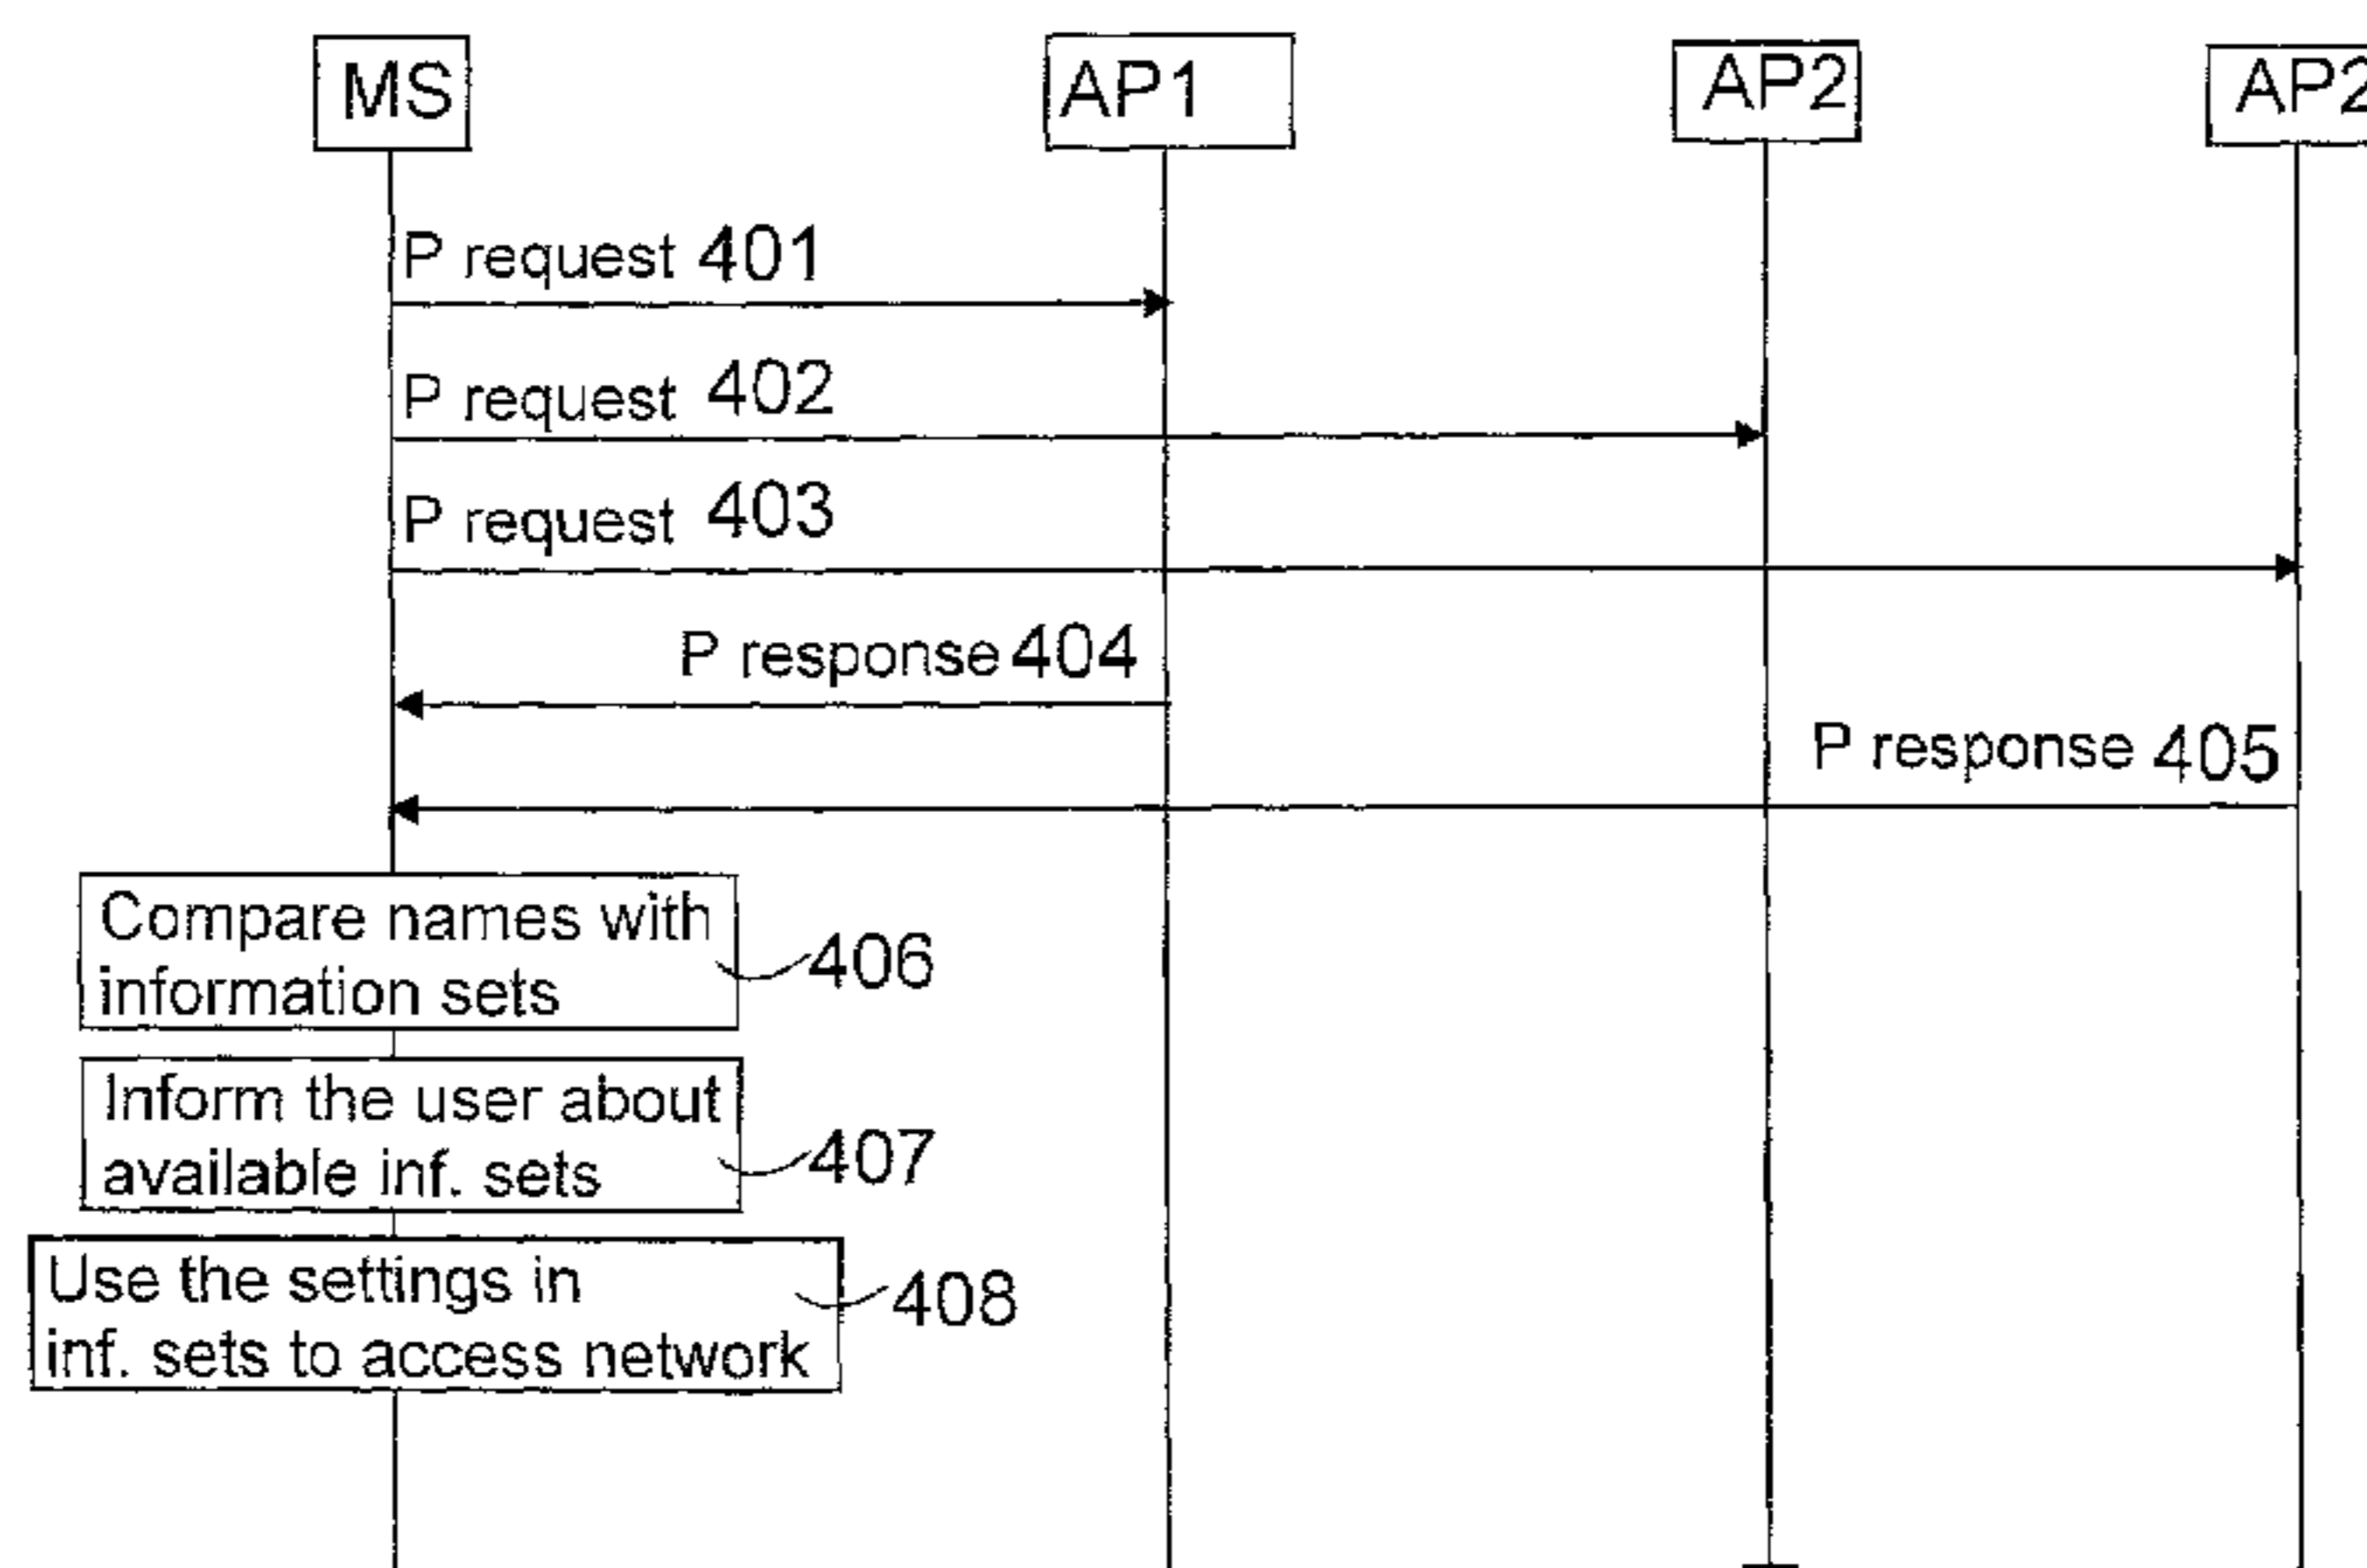 MS
AP1
AP2
AP2
P request 401
P request 402
P request 403
P response 404
P response 405
Compare names with
information sets
406
Inform the user about
available inf. sets
407
Use the settings in
inf. sets to access network
408